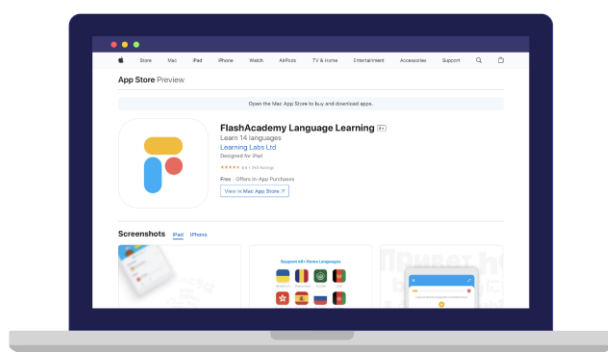 Store Mac iPad iPhone Watch AirPods TV & Home Entertainment Accessories Support
App Store Preview
Open the Mac App Store to buy and download apps.
FlashAcademy Language Learning 4+
Learn 14 languages
Learning Labs Ltd
Designed for iPad
Free · Offers In-App Purchases
View in Mac App Store ↗
Screenshots iPad iPhone
Support 48+ Home Languages
Привет